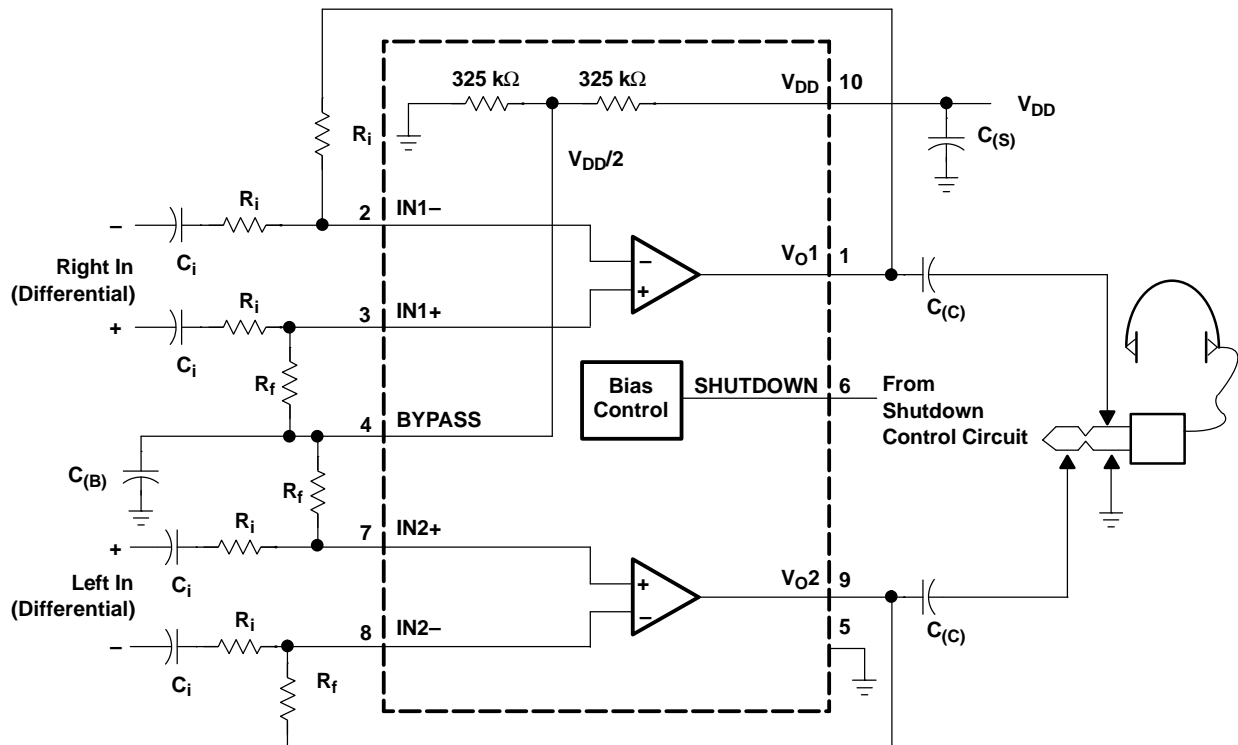 325 kΩ
325 kΩ
VDD
10
VDD
Ri
C(S)
VDD/2
Ri
2
IN1–
–
Ci
VO1
1
Right In
(Differential)
–
+
C(C)
Ri
3
IN1+
+
Ci
Rf
Bias
Control
SHUTDOWN
6
From
Shutdown
Control Circuit
4
BYPASS
C(B)
Rf
Ri
7
IN2+
+
Ci
Left In
(Differential)
+
–
VO2
9
C(C)
Ri
8
IN2–
5
–
Ci
Rf